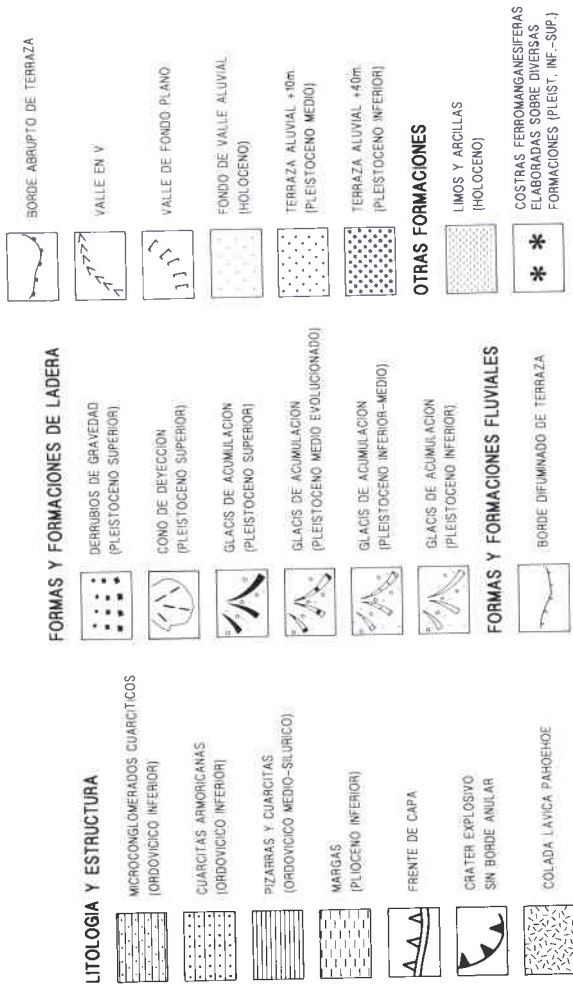 LITOLOGIA Y ESTRUCTURA
MICROCONGLOMERADOS CUARCITICOS
(ORDOVICICO INFERIOR)
CUARCITAS ARMORICANAS
(ORDOVICICO INFERIOR)
PIZARRAS Y CUARCITAS
(ORDOVICICO MEDIO-SILURICO)
MARGAS
(PLIOCENO INFERIOR)
FRENTE DE CAPA
CRATER EXPLOSIVO
SIN BORDE ANULAR
COLADA LAVICA PAHOEHOE
FORMAS Y FORMACIONES DE LADERA
DERRUBIOS DE GRAVEDAD
(PLEISTOCENO SUPERIOR)
CONO DE DEYECCION
(PLEISTOCENO SUPERIOR)
GLACIS DE ACUMULACION
(PLEISTOCENO SUPERIOR)
GLACIS DE ACUMULACION
(PLEISTOCENO MEDIO EVOLUCIONADO)
GLACIS DE ACUMULACION
(PLEISTOCENO INFERIOR-MEDIO)
GLACIS DE ACUMULACION
(PLEISTOCENO INFERIOR)
FORMAS Y FORMACIONES FLUVIALES
BORDE DIFUMINADO DE TERRAZA
BORDE ABRUPTO DE TERRAZA
VALLE EN V
VALLE DE FONDO PLANO
FONDO DE VALLE ALUVIAL
(HOLOCENO)
TERRAZA ALUVIAL +10m.
(PLEISTOCENO MEDIO)
TERRAZA ALUVIAL +40m.
(PLEISTOCENO INFERIOR)
OTRAS FORMACIONES
LIMOS Y ARCILLAS
(HOLOCENO)
COSTRAS FERROMANGANESIFERAS
ELABORADAS SOBRE DIVERSAS
FORMACIONES (PLEIST. INF.-SUP.)